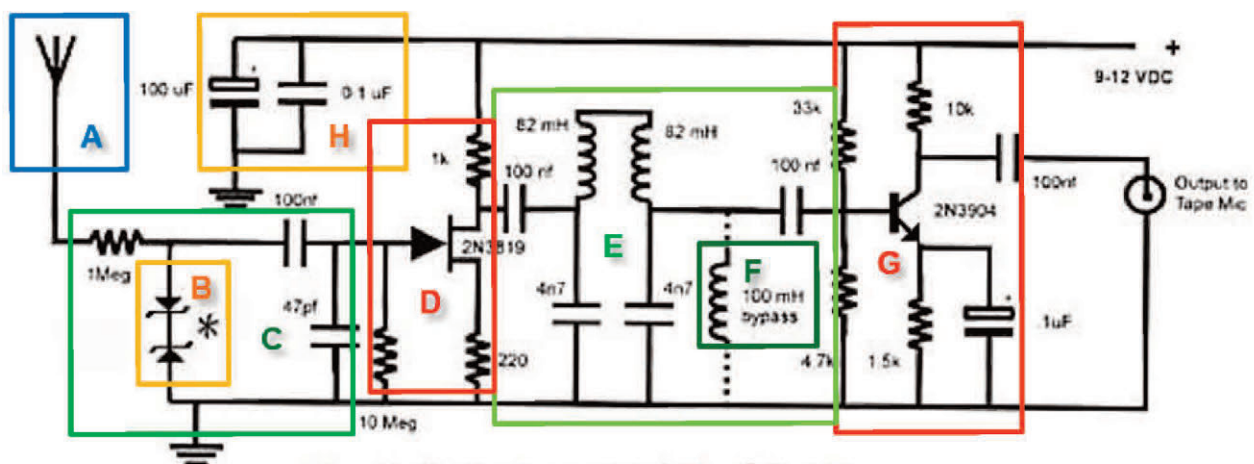 +
9-12 VDC
100 uF
0-1 uF
A
H
33k
10k
82 mH
82 mH
1k
100 nf
100 nf
100nf
Output to
Tape Mic
100nf
2N3819
2N3904
E
G
1Meg
B
F
D
*
C
47pf
4n7
4n7
100 mH
bypass
.1uF
220
4.7k
1.5k
10 Meg